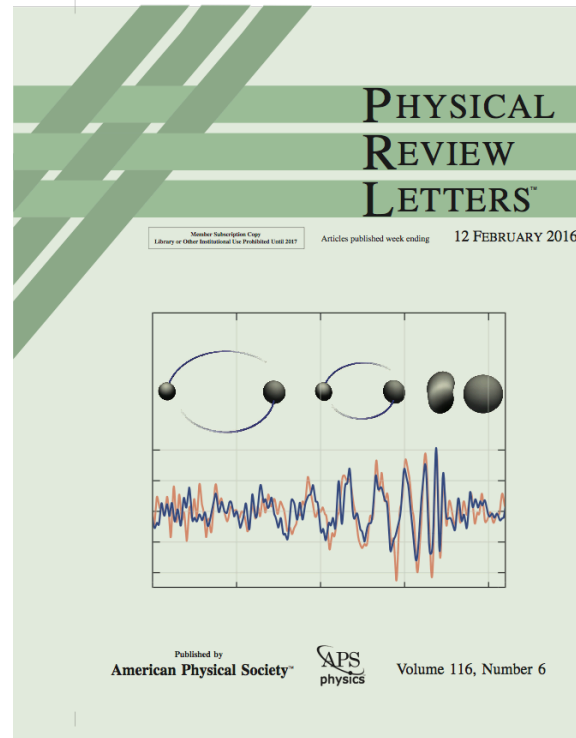 PHYSICAL
REVIEW
LETTERS™
Member Subscription Copy
Library or Other Institutional Use Prohibited Until 2017
Articles published week ending
12 FEBRUARY 2016
Published by
American Physical Society™
APS
physics
Volume 116, Number 6